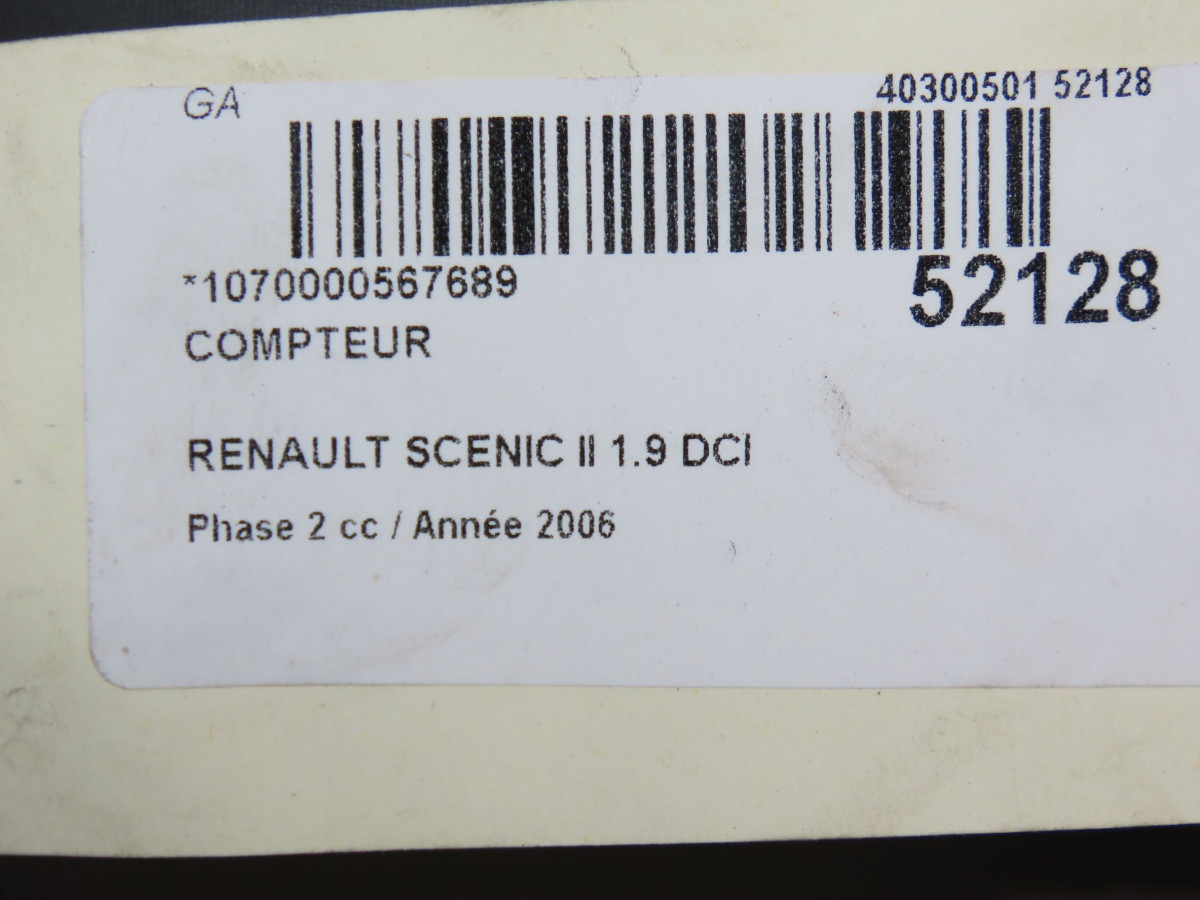 GA
40300501 52128
*1070000567689
52128
COMPTEUR
RENAULT SCENIC II 1.9 DCI
Phase 2 cc / Année 2006